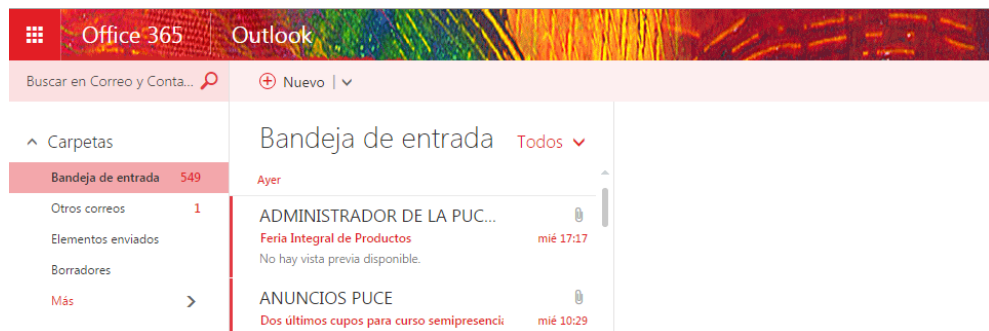 Office 365 Outlook
Buscar en Correo y Conta... Nuevo
Carpetas
Bandeja de entrada 549
Otros correos 1
Elementos enviados
Borradores
Más
Bandeja de entrada Todos
Ayer
ADMINISTRADOR DE LA PUC...
Feria Integral de Productos mié 17:17
No hay vista previa disponible.
ANUNCIOS PUCE
Dos últimos cupos para curso semipresencia mié 10:29